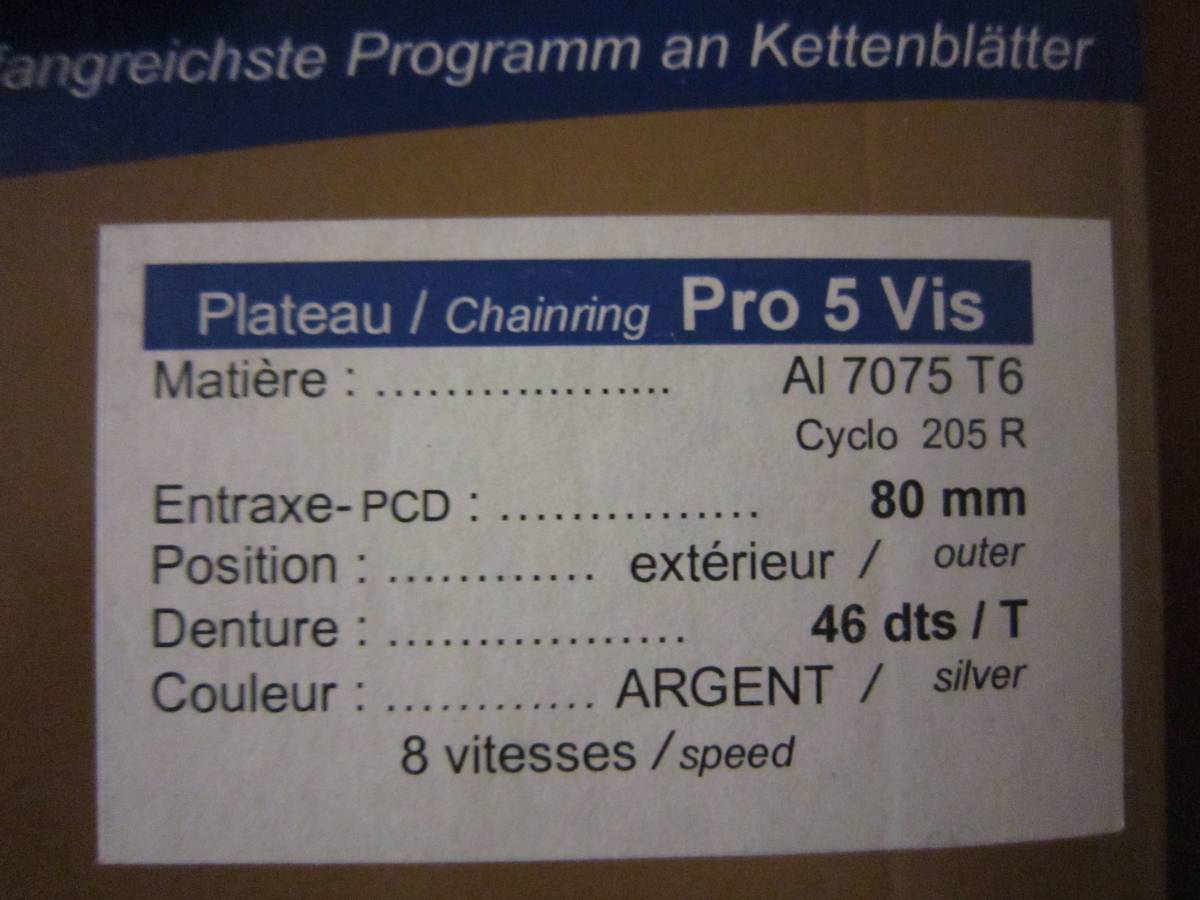 Programm an Kettenblätter
Plateau / Chainring Pro 5 Vis
Matière : .................. Al 7075 T6
Cyclo 205 R
Entraxe-PCD : ............... 80 mm
Position : ............ extérieur / outer
Denture : ................. 46 dts / T
Couleur : ............ ARGENT / silver
8 vitesses / speed